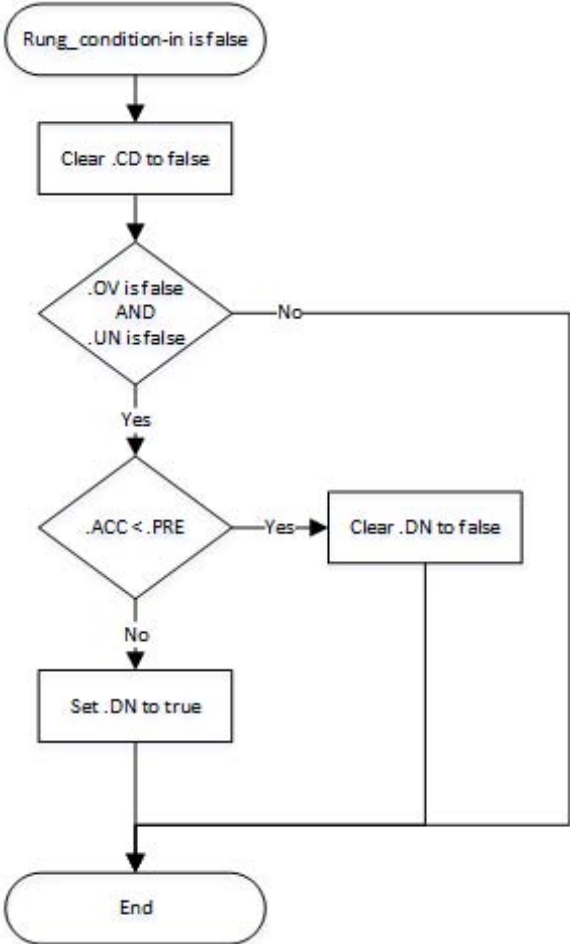 Rung_condition-in is false
Clear .CD to false
.OV is false
AND
.UN is false
No
Yes
.ACC < .PRE
Yes
Clear .DN to false
No
Set .DN to true
End